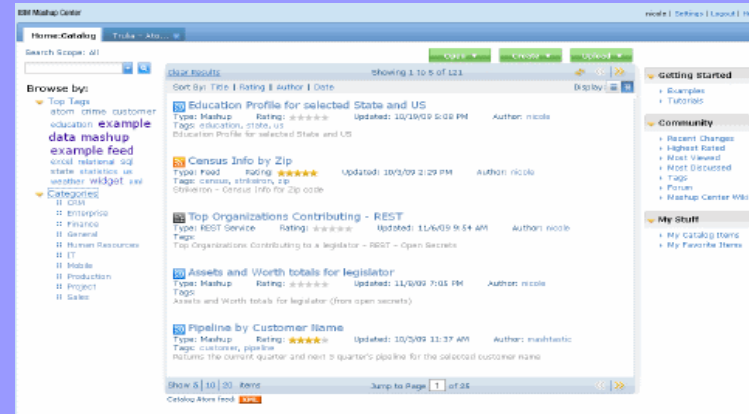 IBM Mashup Center
nicole | Settings | Logout |
Home:Catalog
Search Scope: All
Open
Create
Upload
Clear Results
Showing 1 to 5 of 121
Sort By: Title | Rating | Author | Date
Display:
Browse by:
Top Tags
atom crime customer
education example
data mashup
example feed
excel relational sql
state statistics us
weather widget xml
Categories
CRM
Enterprise
Finance
General
Human Resources
IT
Mobile
Production
Project
Sales
Education Profile for selected State and US
Type: Mashup Rating: Updated: 10/19/09 5:09 PM Author: nicole
Tags: education, state, us
Education Profile for selected State and US
Census Info by Zip
Type: Feed Rating: Updated: 10/3/09 2:29 PM Author: nicole
Tags: census, strikeiron, zip
StrikeIron - Census Info for Zip code
Top Organizations Contributing - REST
Type: REST Service Rating: Updated: 11/6/09 9:54 AM Author: nicole
Tags:
Top Organizations Contributing to a legislator - REST - Open Secrets
Assets and Worth totals for legislator
Type: Mashup Rating: Updated: 11/9/09 7:05 PM Author: nicole
Tags:
Assets and Worth totals for legislator (from open secrets)
Pipeline by Customer Name
Type: Mashup Rating: Updated: 10/3/09 11:37 AM Author: mashtastic
Tags: customer, pipeline
Returns the current quarter and next 3 quarter's pipeline for the selected customer name
Show 5 | 10 | 20 items
Jump to Page 1 of 25
Catalog Atom feed: XML
Getting Started
Examples
Tutorials
Community
Recent Changes
Highest Rated
Most Viewed
Most Discussed
Tags
Forum
Mashup Center Wiki
My Stuff
My Catalog Items
My Favorite Items